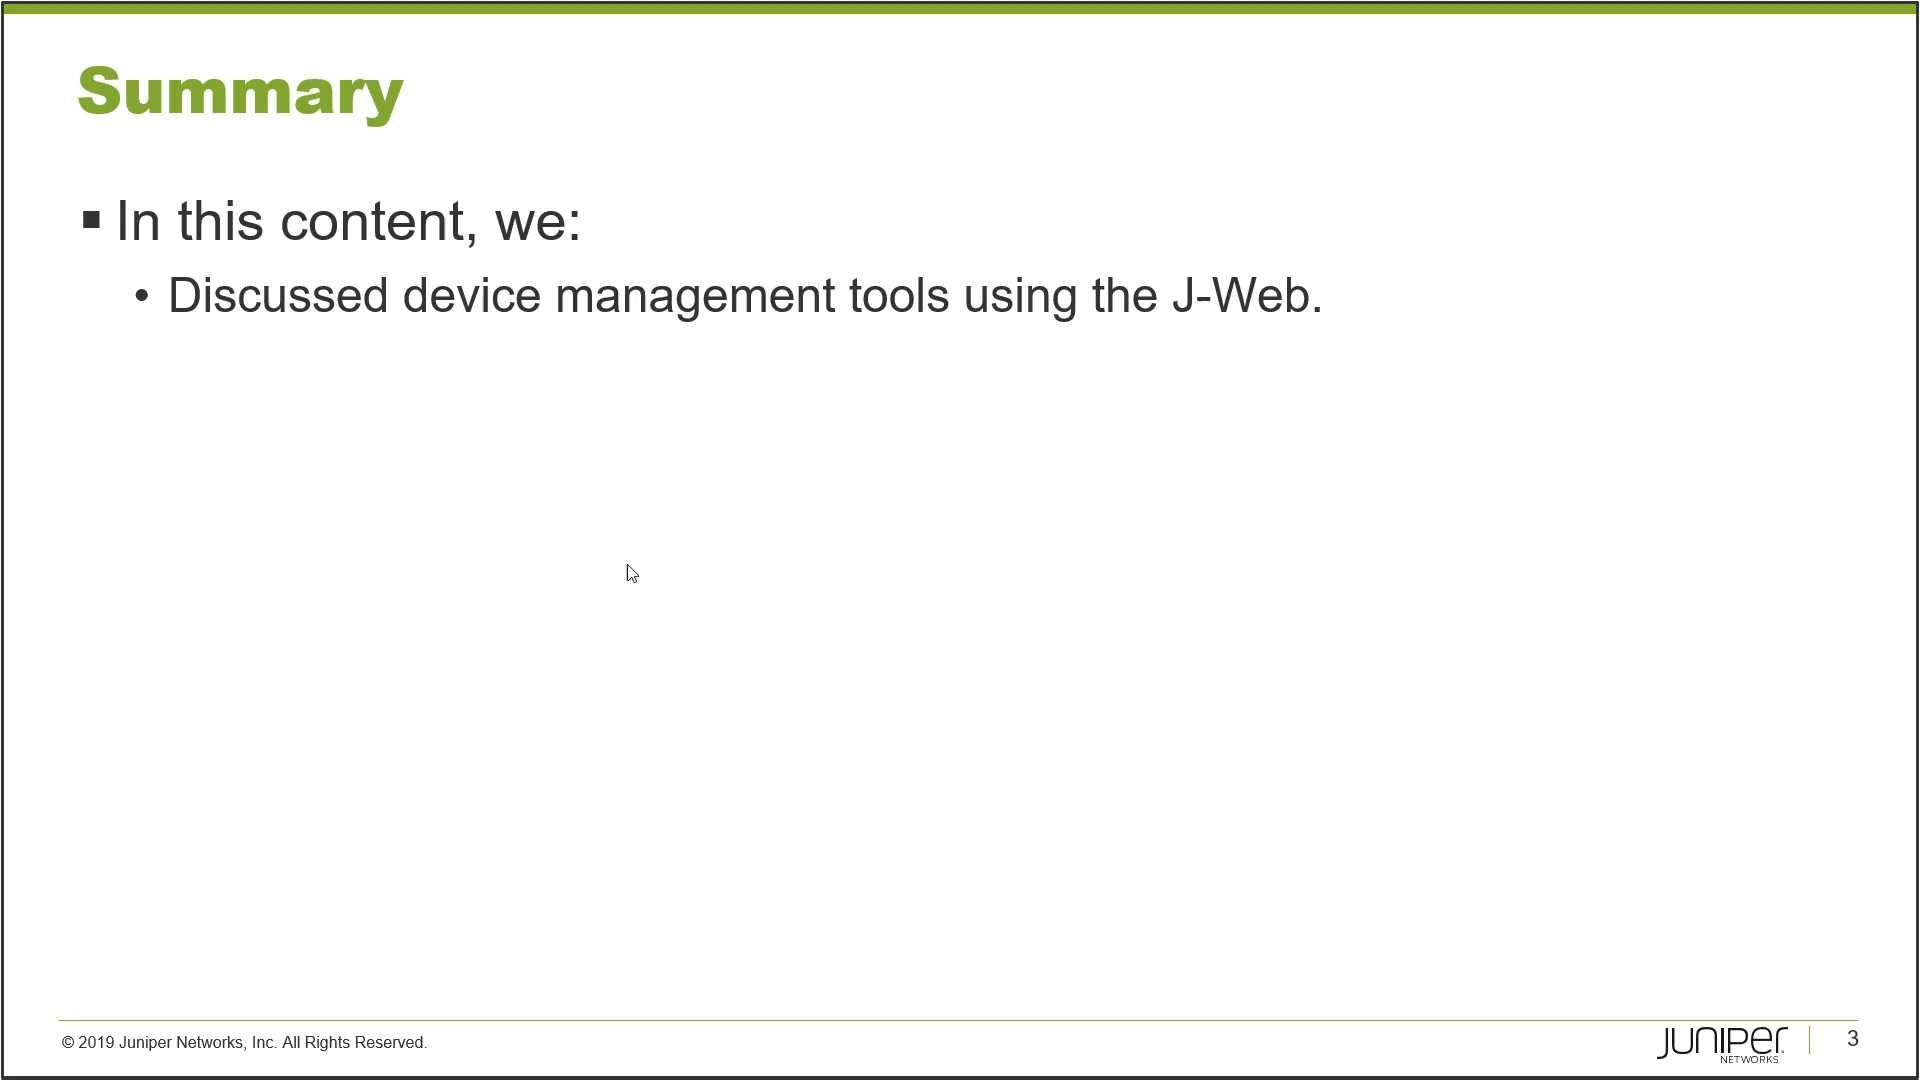 Summary
▪ In this content, we:
• Discussed device management tools using the J-Web.
© 2019 Juniper Networks, Inc. All Rights Reserved.
JUNIPEr
NETWORKS
3